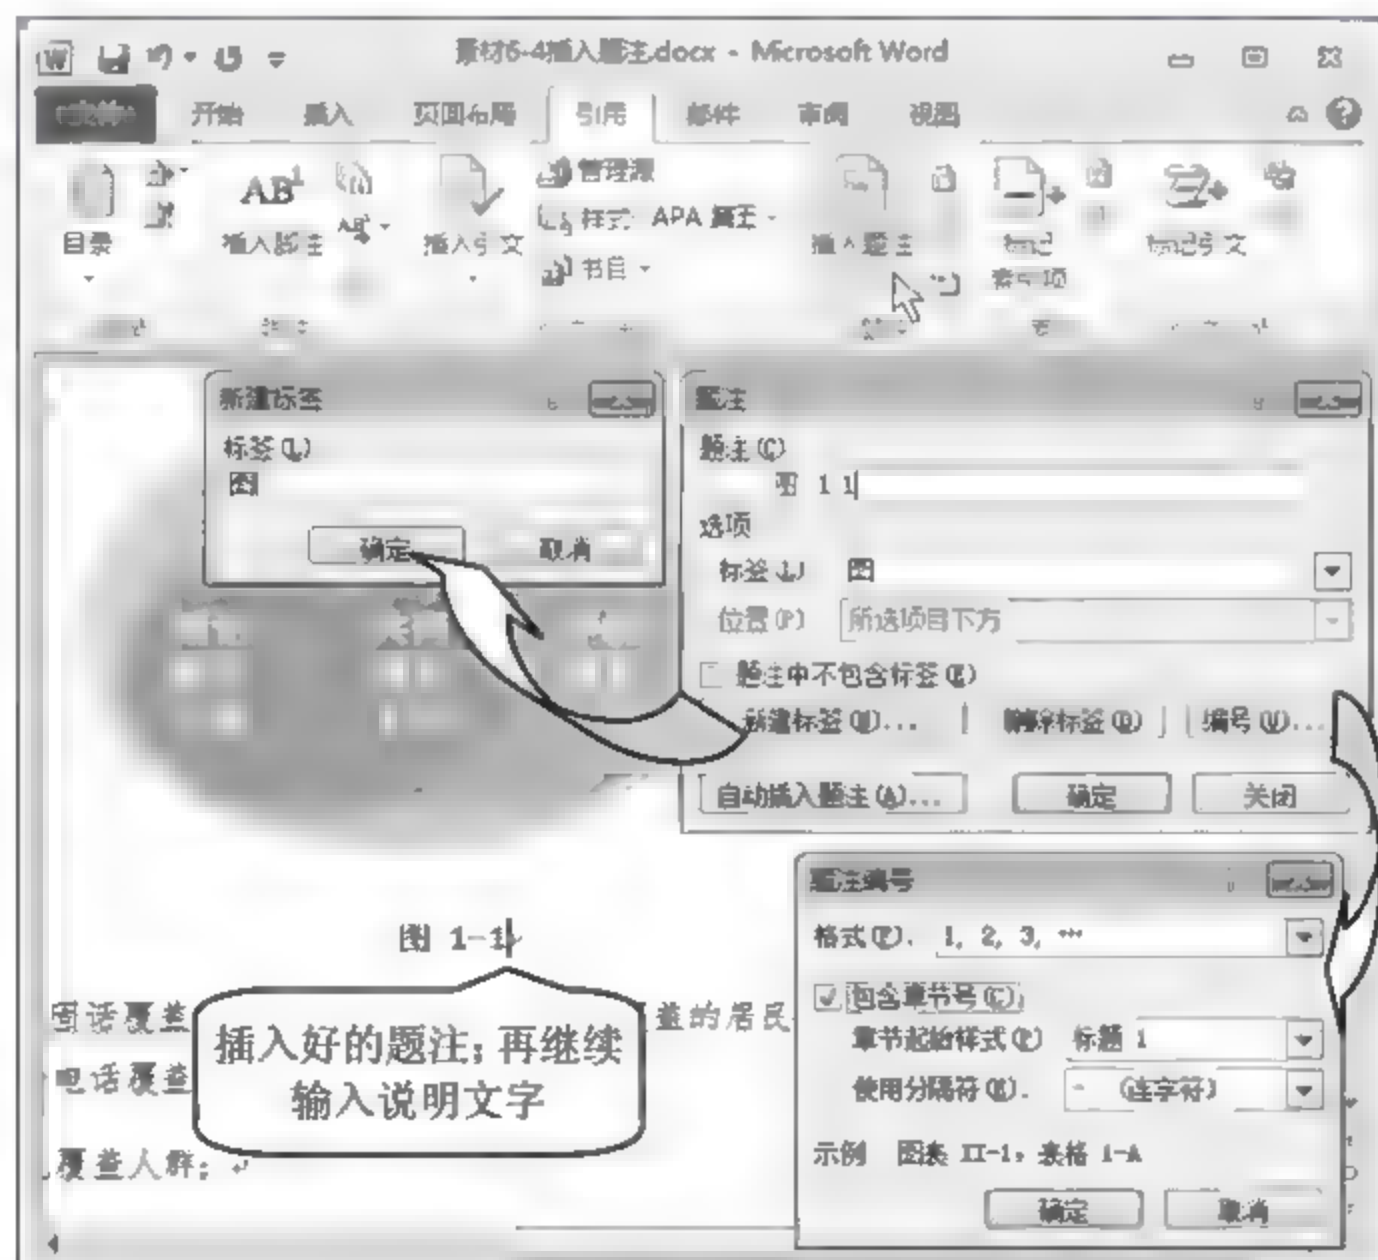 素材6-4插入题注.docx - Microsoft Word
文件 开始 插入 页面布局 引用 邮件 审阅 视图
目录
AB¹
插入脚注
插入引文
管理源
样式: APA 第五
书目
插入题注
标记
索引项
标记引文
新建标签
标签(L)
图
确定 取消
题注
题注(C)
图 1 1
选项
标签(L) 图
位置(P) 所选项目下方
题注中不包含标签(E)
新建标签(N)... 删除标签(D) 编号(U)...
自动插入题注(A)... 确定 关闭
图 1-1
题注编号
格式(F). 1, 2, 3, …
包含章节号(C)
章节起始样式(P) 标题 1
使用分隔符(E). - (连字符)
示例 图表 II-1, 表格 1-A
确定 取消
固话覆盖
盖的居民
电话覆盖
覆盖人群;
插入好的题注；再继续
输入说明文字